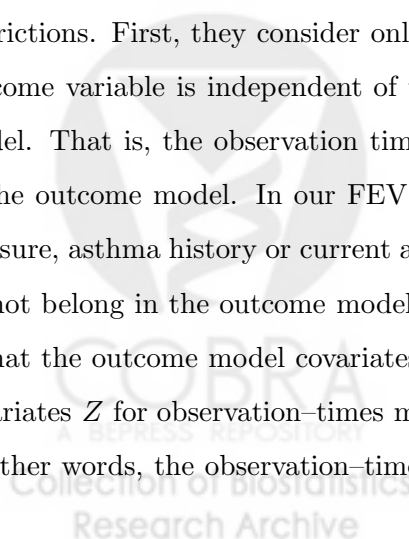 rictions. First, they consider onl
come variable is independent of
del. That is, the observation tim
he outcome model. In our FEV
sure, asthma history or current a
not belong in the outcome model
hat the outcome model covariates
ariates Z for observation–times m
A BEPRESS REPOSITORY
ther words, the observation–time
Collection of Biostatistics
Research Archive
COBRA